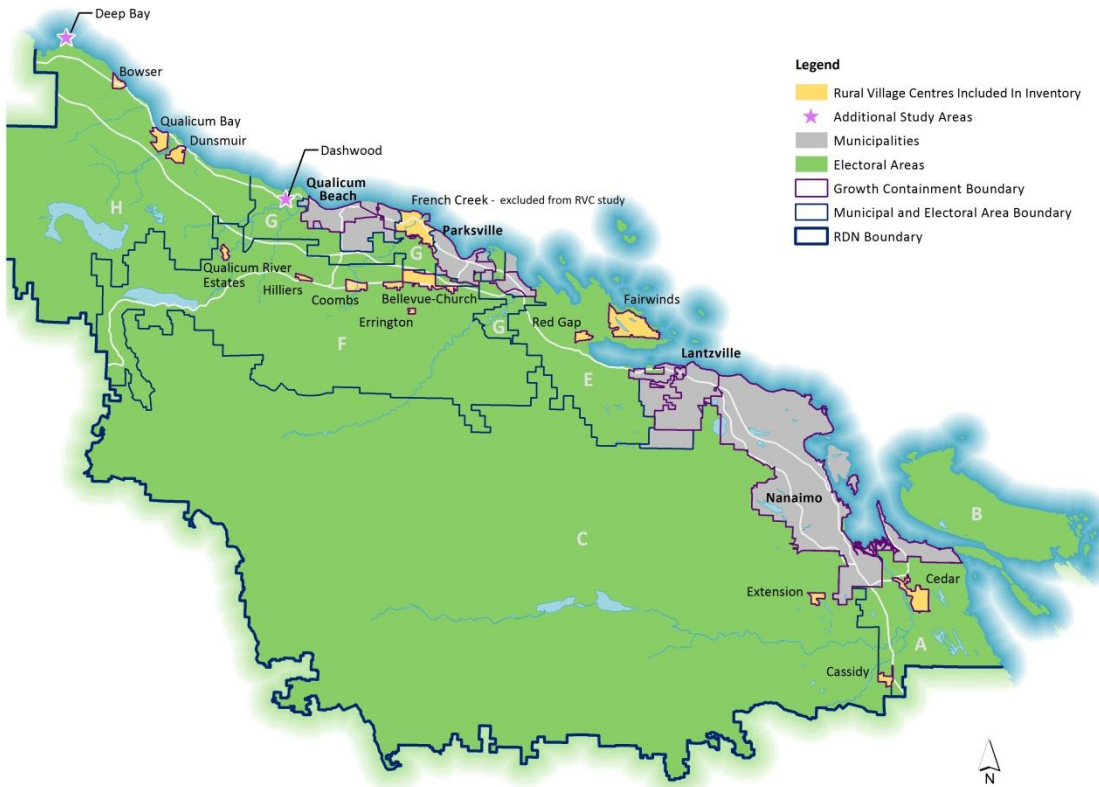 Deep Bay
Bowser
Qualicum Bay
Dunsmuir
Dashwood
Qualicum
Beach
French Creek - excluded from RVC study
Parksville
H
G
G
Qualicum River
Estates
Hilliers
Coombs
Bellevue-Church
Errington
F
G
Red Gap
Fairwinds
Lantzville
E
Nanaimo
B
C
Extension
Cedar
A
Cassidy
Legend
Rural Village Centres Included In Inventory
Additional Study Areas
Municipalities
Electoral Areas
Growth Containment Boundary
Municipal and Electoral Area Boundary
RDN Boundary
N